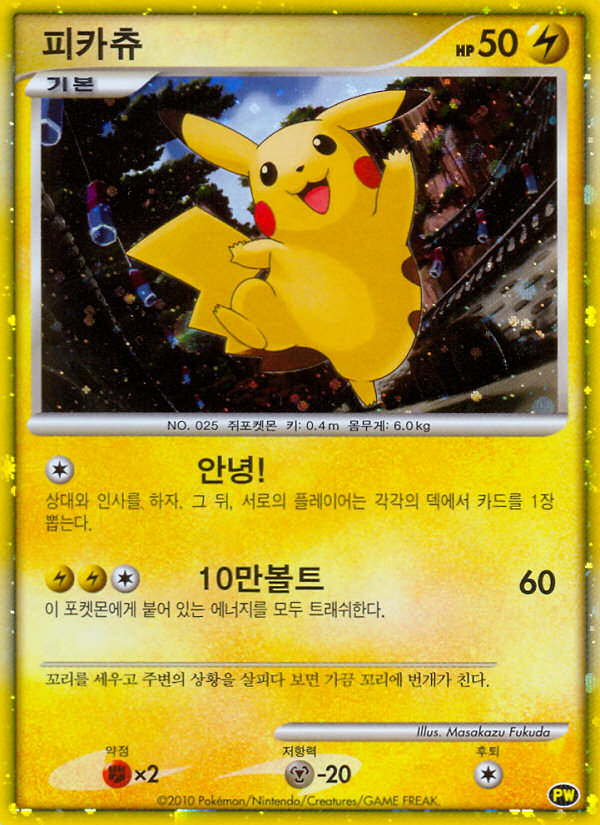 피카츄
HP 50
기본
NO. 025 쥐포켓몬 키: 0.4m 몸무게: 6.0kg
안녕!
상대와 인사를 하자. 그 뒤, 서로의 플레이어는 각각의 덱에서 카드를 1장
뽑는다.
10만볼트 60
이 포켓몬에게 붙어 있는 에너지를 모두 트래쉬한다.
꼬리를 세우고 주변의 상황을 살피다 보면 가끔 꼬리에 번개가 친다.
Illus. Masakazu Fukuda
약점 저항력 후퇴
×2 -20
©2010 Pokémon/Nintendo/Creatures/GAME FREAK
PW